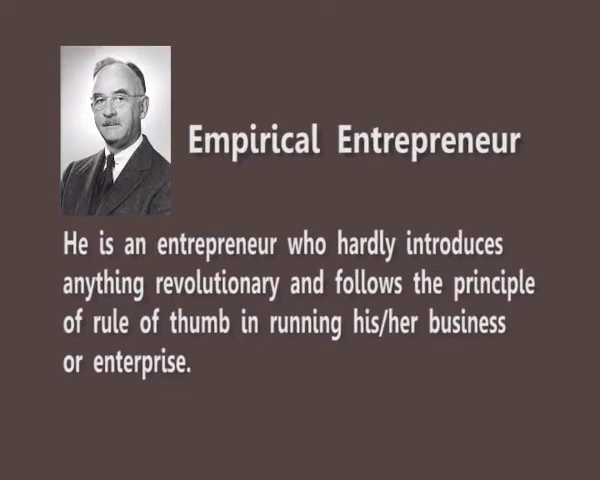 Empirical Entrepreneur
He is an entrepreneur who hardly introduces
anything revolutionary and follows the principle
of rule of thumb in running his/her business
or enterprise.